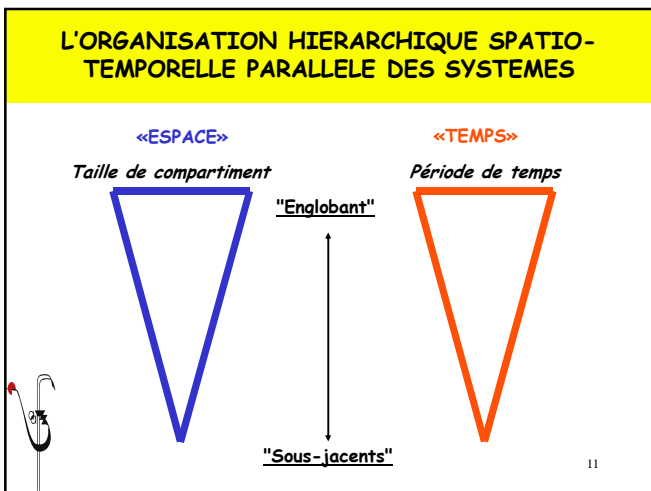 L'ORGANISATION HIERARCHIQUE SPATIO-
TEMPORELLE PARALLELE DES SYSTEMES
«ESPACE»
«TEMPS»
Taille de compartiment
Période de temps
"Englobant"
"Sous-jacents"
11